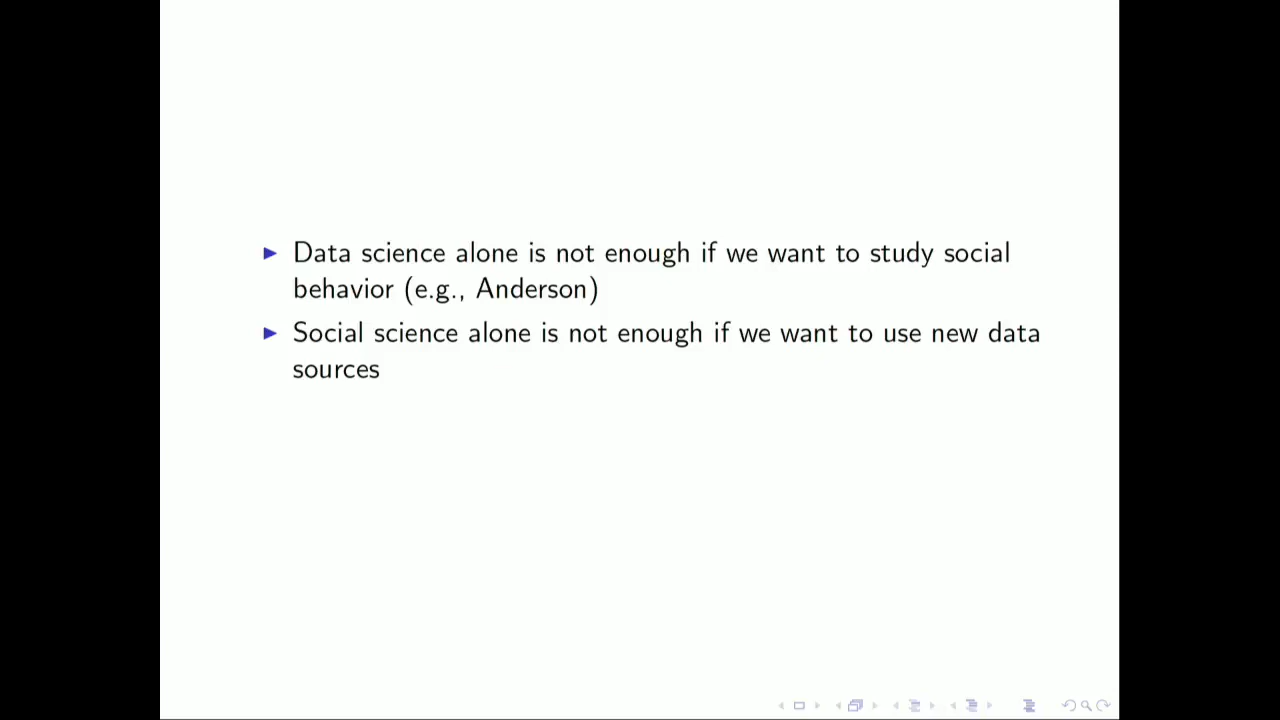 Data science alone is not enough if we want to study social
behavior (e.g., Anderson)
Social science alone is not enough if we want to use new data
sources